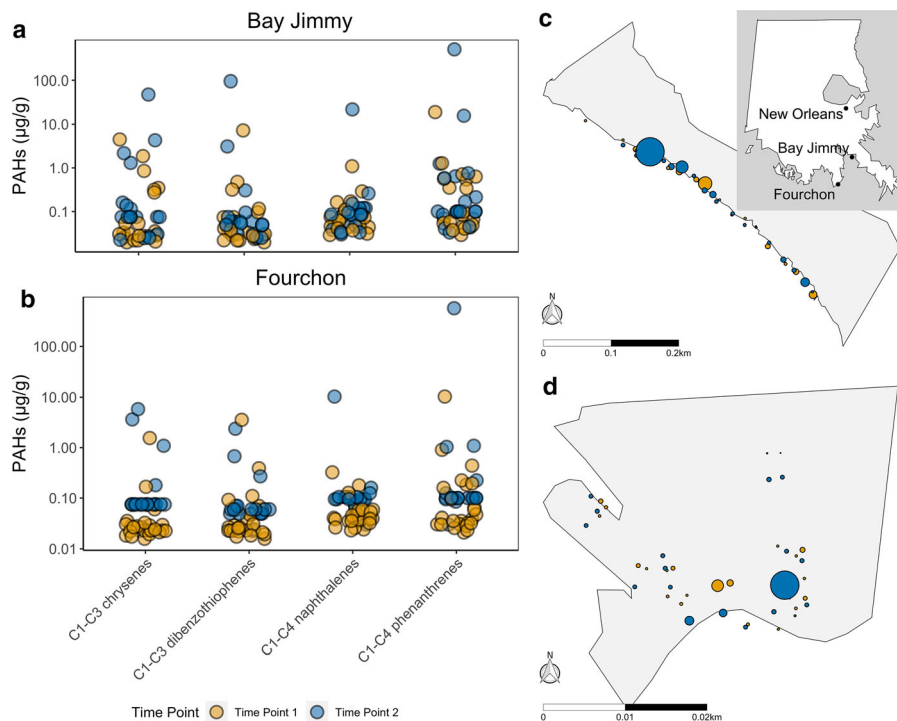 a
Bay Jimmy
PAHs (µg/g)
100.0
10.0
1.0
0.1
b
Fourchon
PAHs (µg/g)
100.00
10.00
1.00
0.10
0.01
C1-C3 chrysenes
C1-C3 dibenzothiophenes
C1-C4 naphthalenes
C1-C4 phenanthrenes
Time Point
Time Point 1
Time Point 2
c
New Orleans
Bay Jimmy
Fourchon
N
0
0.1
0.2km
d
N
0
0.01
0.02km